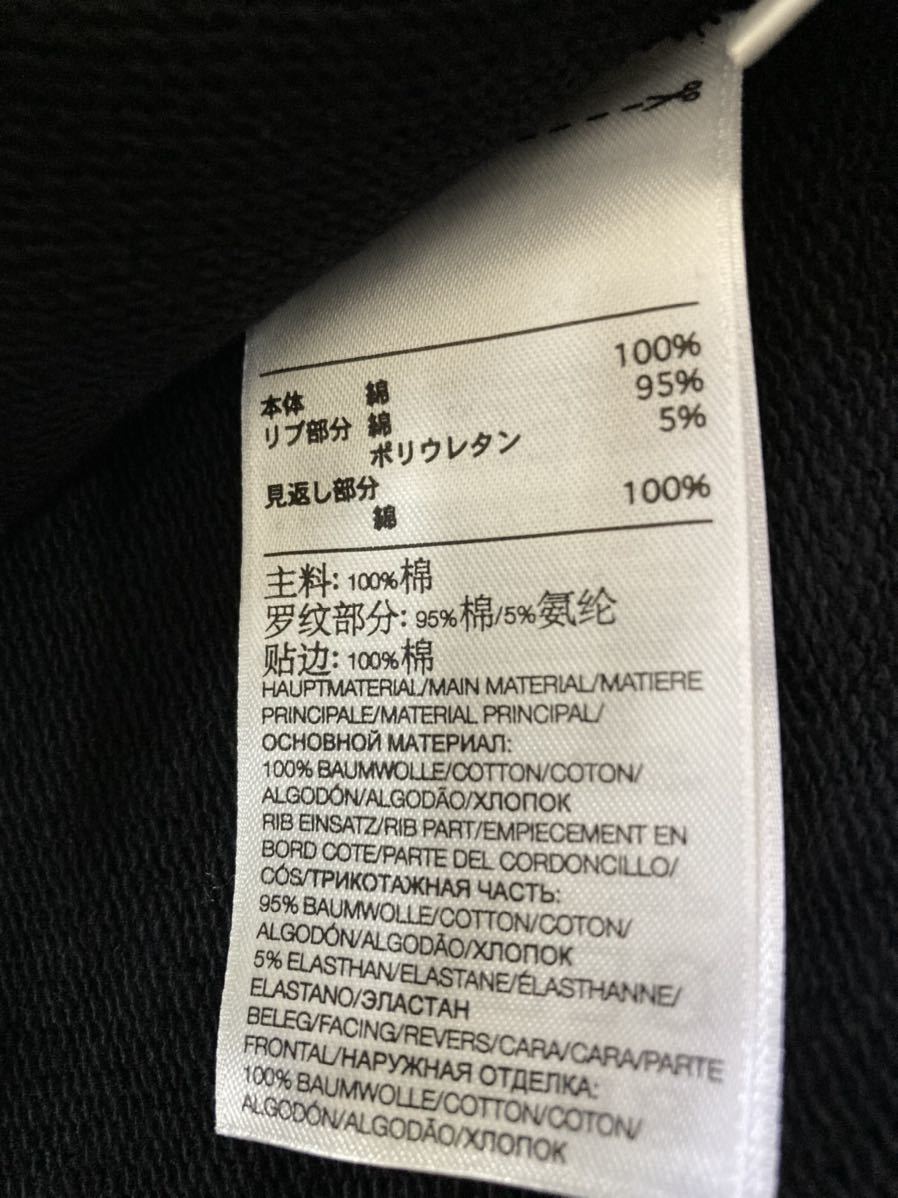 本体 綿 100%
リブ部分 綿 95%
ポリウレタン 5%
見返し部分
綿 100%
主料: 100%棉
罗纹部分: 95%棉/5%氨纶
贴边: 100%棉
HAUPTMATERIAL/MAIN MATERIAL/MATIERE
PRINCIPALE/MATERIAL PRINCIPAL/
ОСНОВНОЙ МАТЕРИАЛ:
100% BAUMWOLLE/COTTON/COTON/
ALGODÓN/ALGODÃO/ХЛОПОК
RIB EINSATZ/RIB PART/EMPIECEMENT EN
BORD COTE/PARTE DEL CORDONCILLO/
CÓS/ТРИКОТАЖНАЯ ЧАСТЬ:
95% BAUMWOLLE/COTTON/COTON/
ALGODÓN/ALGODÃO/ХЛОПОК
5% ELASTHAN/ELASTANE/ÉLASTHANNE/
ELASTANO/ЭЛАСТАН
BELEG/FACING/REVERS/CARA/CARA/PARTE
FRONTAL/НАРУЖНАЯ ОТДЕЛКА:
100% BAUMWOLLE/COTTON/COTON/
ALGODÓN/ALGODÃO/ХЛОПОК